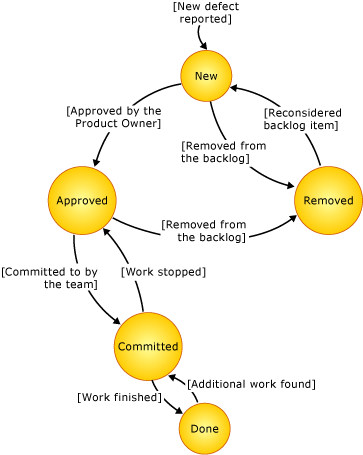 [New defect
reported]
New
[Approved by the
Product Owner]
[Reconsidered
backlog item]
[Removed from
the backlog]
Approved
Removed
[Removed from
the backlog]
[Committed to by
the team]
[Work stopped]
Committed
[Additional work found]
[Work finished]
Done